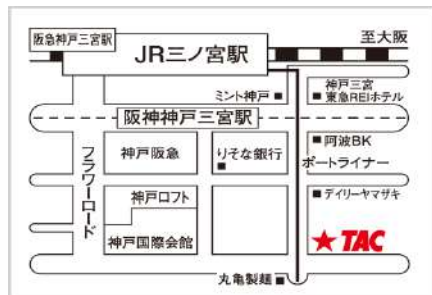 阪急神戸三宮駅
JR三ノ宮駅
至大阪
ミント神戸
神戸三宮
東急REIホテル
阪神神戸三宮駅
フラワーロード
神戸阪急
りそな銀行
阿波BK
ポートライナー
神戸ロフト
デイリーヤマザキ
神戸国際会館
TAC
丸亀製麺